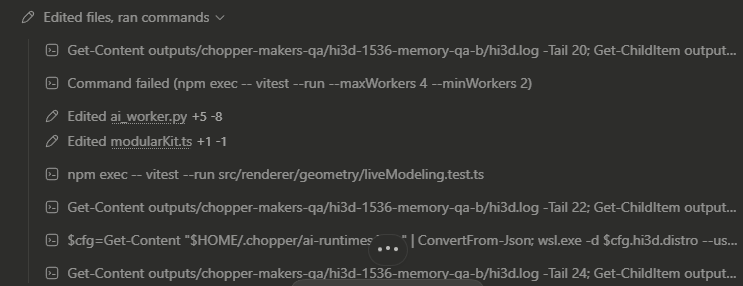 Edited files, ran commands
Get-Content outputs/chopper-makers-qa/hi3d-1536-memory-qa-b/hi3d.log -Tail 20; Get-ChildItem output...
Command failed (npm exec -- vitest --run --maxWorkers 4 --minWorkers 2)
Edited ai_worker.py +5 -8
Edited modularKit.ts +1 -1
npm exec -- vitest --run src/renderer/geometry/liveModeling.test.ts
Get-Content outputs/chopper-makers-qa/hi3d-1536-memory-qa-b/hi3d.log -Tail 22; Get-ChildItem output...
$cfg=Get-Content "$HOME/.chopper/ai-runtimes " | ConvertFrom-Json; wsl.exe -d $cfg.hi3d.distro --us...
Get-Content outputs/chopper-makers-qa/hi3d-1536-memory-qa-b/hi3d.log -Tail 24; Get-ChildItem output...